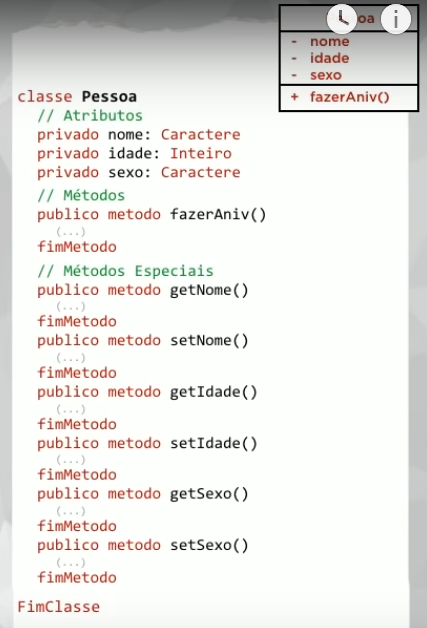 oa
- nome
- idade
- sexo
+ fazerAniv()
classe Pessoa
// Atributos
privado nome: Caractere
privado idade: Inteiro
privado sexo: Caractere
// Métodos
publico metodo fazerAniv()
(...)
fimMetodo
// Métodos Especiais
publico metodo getNome()
(...)
fimMetodo
publico metodo setNome()
(...)
fimMetodo
publico metodo getIdade()
(...)
fimMetodo
publico metodo setIdade()
(...)
fimMetodo
publico metodo getSexo()
(...)
fimMetodo
publico metodo setSexo()
(...)
fimMetodo
FimClasse